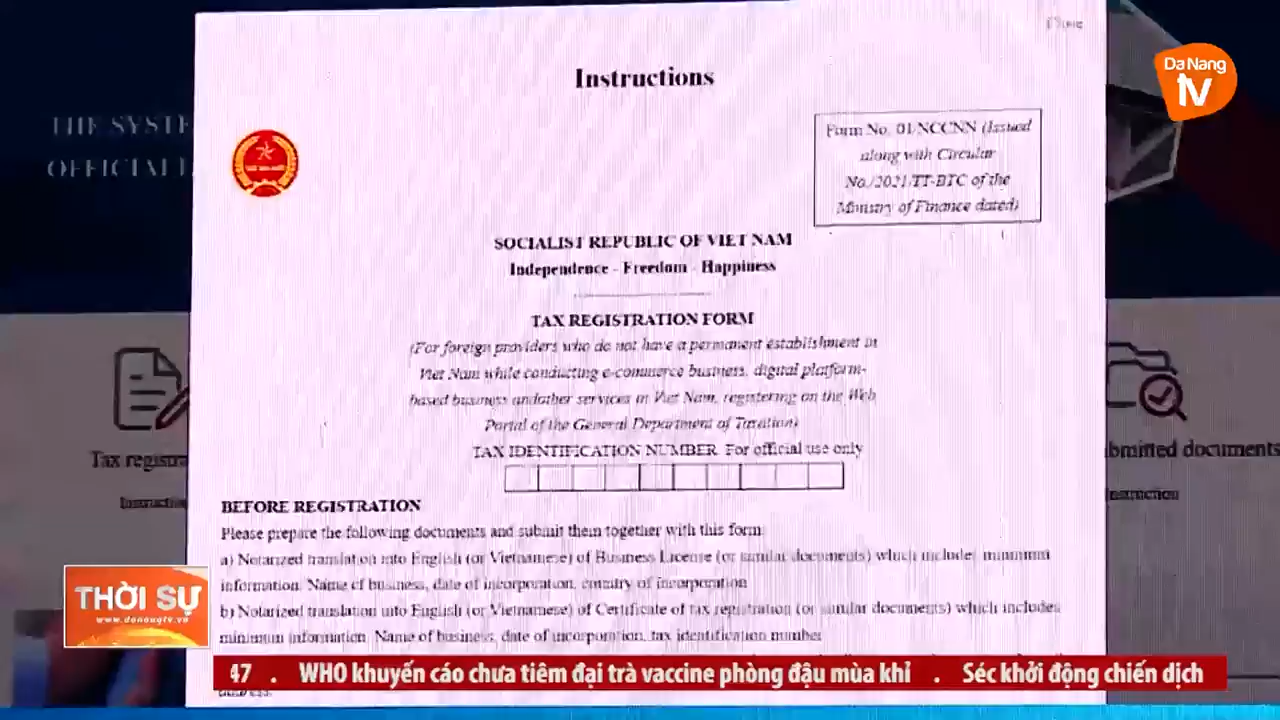 Instructions
Da Nang
tv
THE SYSTE
OFFICIAL
Form No. 01/NCCNN (Issued
along with Circular
No./2021/TT-BTC of the
Ministry of Finance dated)
SOCIALIST REPUBLIC OF VIET NAM
Independence - Freedom - Happiness
TAX REGISTRATION FORM
(For foreign providers who do not have a permanent establishment in
Viet Nam while conducting e-commerce business, digital platform-
based business andother services in Viet Nam, registering on the Web
Portal of the General Department of Taxation)
TAX IDENTIFICATION NUMBER For official use only
Tax registra
bmitted documents
Instructio
Instruction
BEFORE REGISTRATION
Please prepare the following documents and submit them together with this form:
a) Notarized translation into English (or Vietnamese) of Business License (or similar documents) which includes minimum
information: Name of business, date of incorporation, country of incorporation
b) Notarized translation into English (or Vietnamese) of Certificate of tax registration (or similar documents) which includes
minimum information: Name of business, date of incorporation, tax identification number
THỜI SỰ
www.danangtv.vn
47 . WHO khuyến cáo chưa tiêm đại trà vaccine phòng đậu mùa khỉ . Séc khởi động chiến dịch